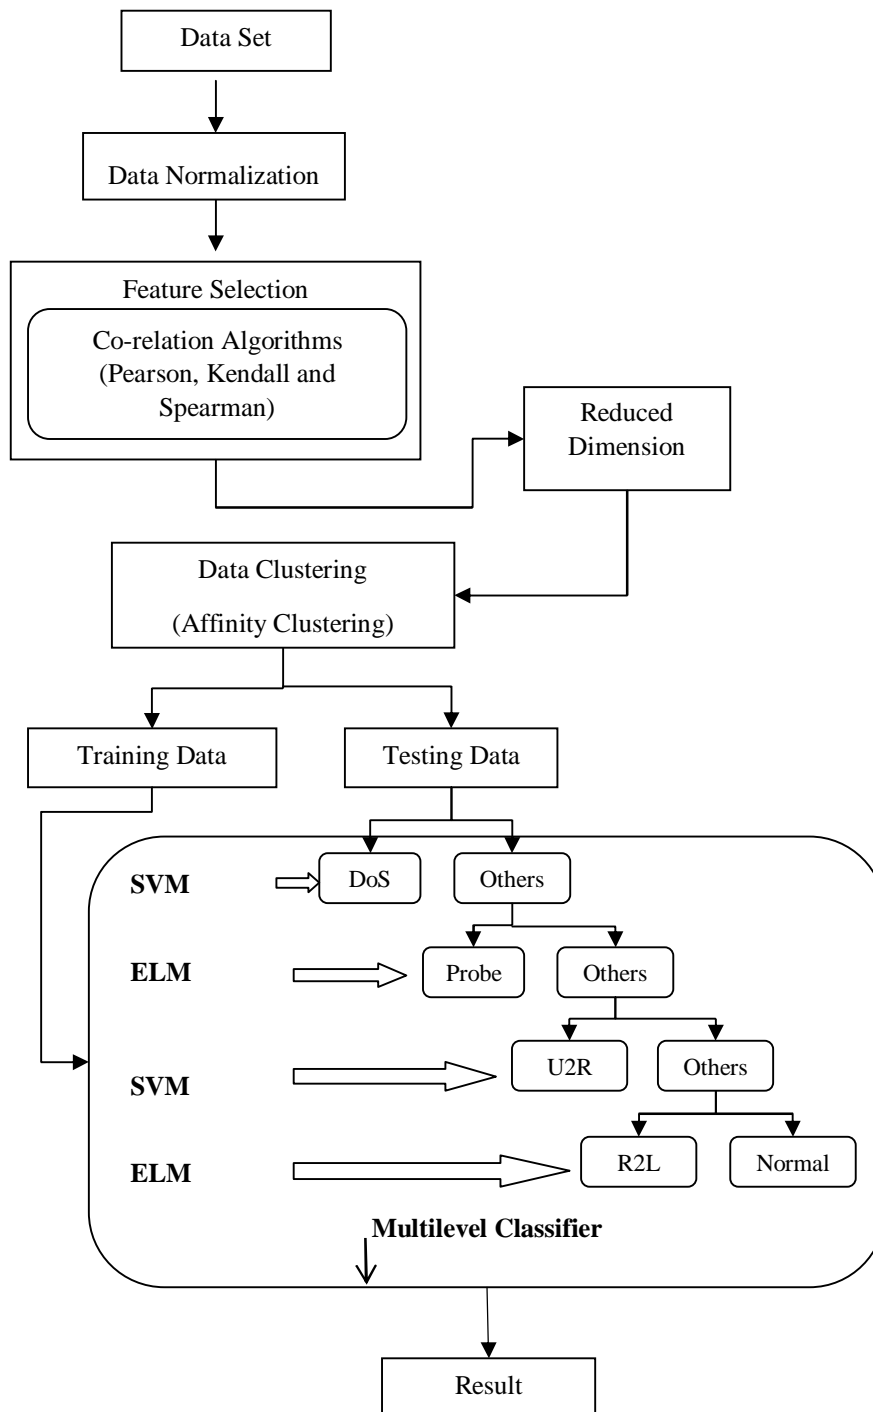 Data Set
Data Normalization
Feature Selection
Co-relation Algorithms
(Pearson, Kendall and
Spearman)
Reduced
Dimension
Data Clustering
(Affinity Clustering)
Training Data
Testing Data
SVM
DoS
Others
ELM
Probe
Others
SVM
U2R
Others
ELM
R2L
Normal
Multilevel Classifier
Result